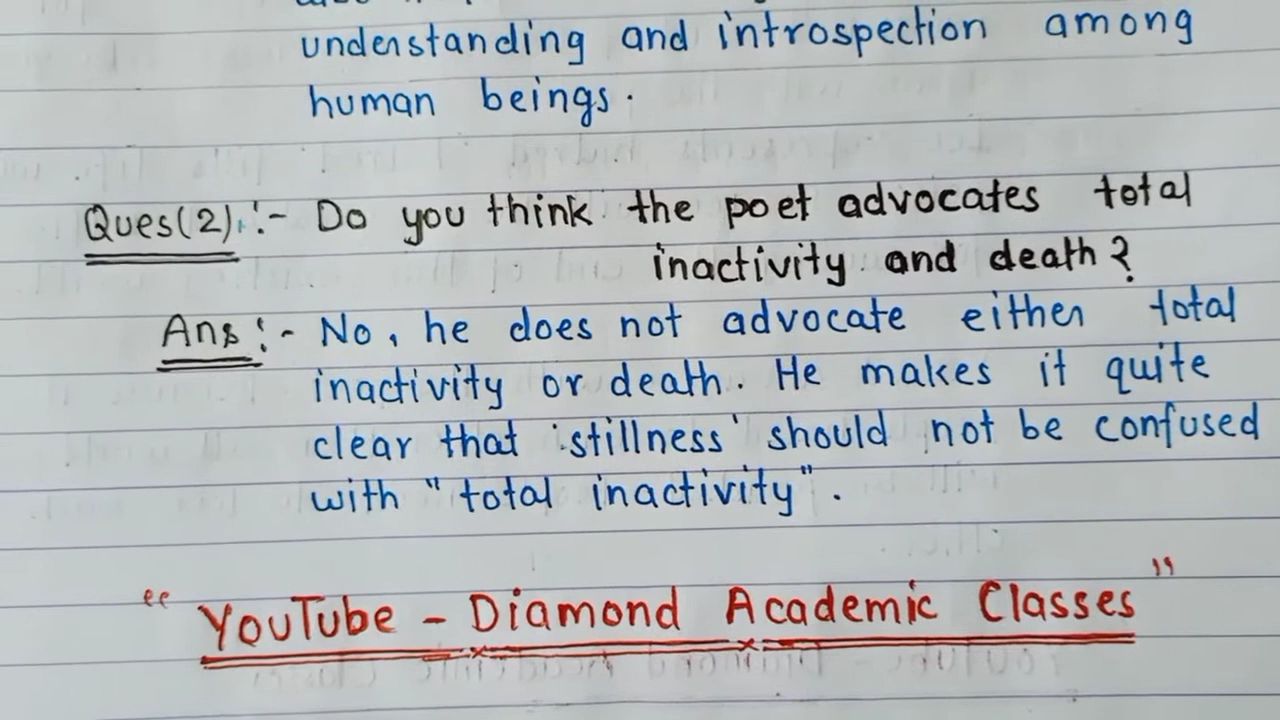 understanding and introspection among
human beings.
Ques(2).:- Do you think the poet advocates total
inactivity and death?
Ans:- No, he does not advocate either total
inactivity or death. He makes it quite
clear that 'stillness' should not be confused
with "total inactivity".
"YouTube - Diamond Academic Classes"